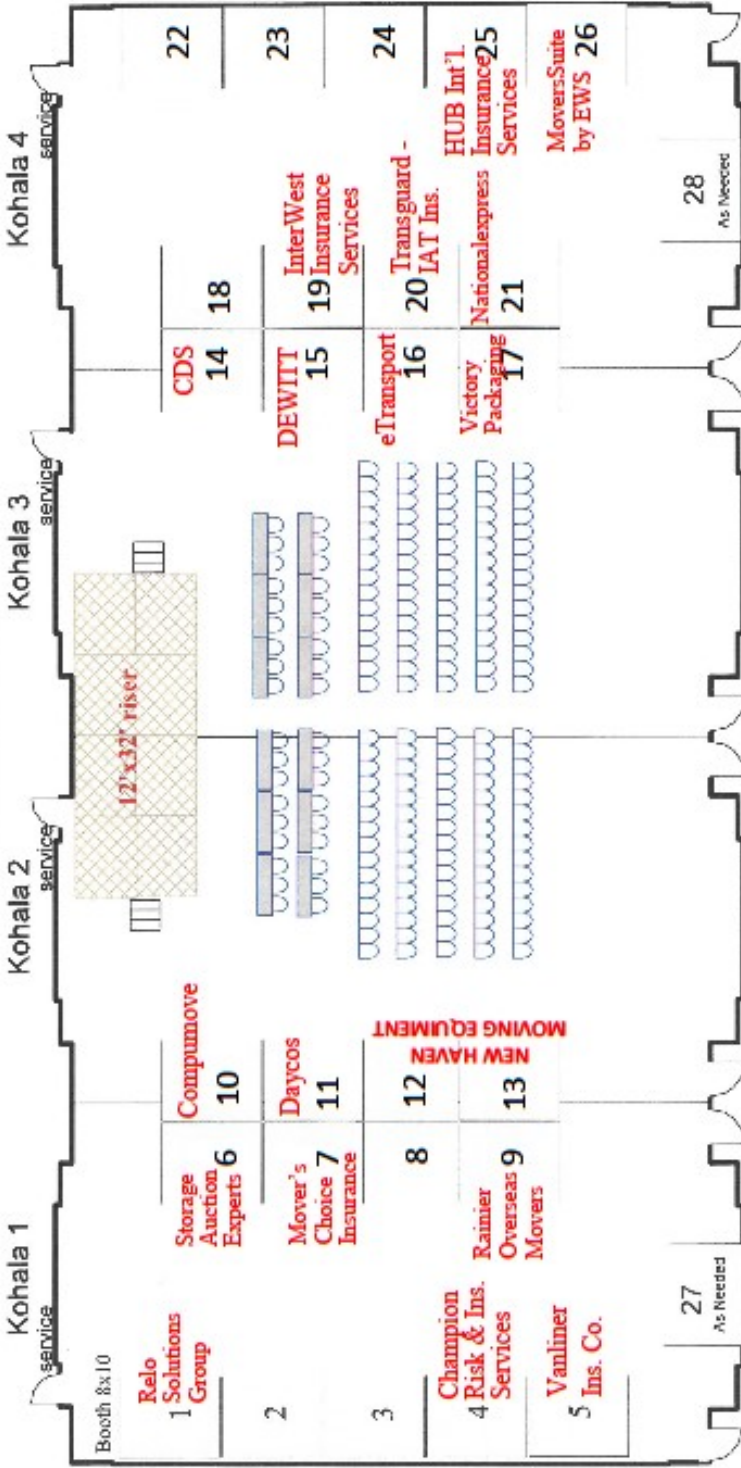 Kohala 1
Kohala 2
Kohala 3
Kohala 4
service
service
service
service
Booth 8x10
12'x32' riser
Relo
Solutions
Group
1
2
3
Champion
Risk & Ins.
Services
4
Vanliner
Ins. Co.
5
Storage
Auction
Experts
6
Mover's
Choice
Insurance
7
8
Rainier
Overseas
Movers
9
Compumove
10
Daycos
11
12
13
NEW HAVEN
MOVING EQUIMENT
CDS
14
DEWITT
15
eTransport
16
Victory
Packaging
17
18
InterWest
Insurance
Services
19
Transguard -
IAT Ins.
20
Nationalexpress
21
22
23
24
HUB Int'l.
Insurance
Services
25
MoversSuite
by EWS
26
27
As Needed
28
As Needed